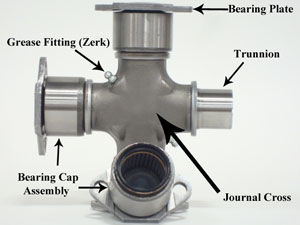 Bearing Plate
Grease Fitting (Zerk)
Trunnion
Bearing Cap
Assembly
Journal Cross